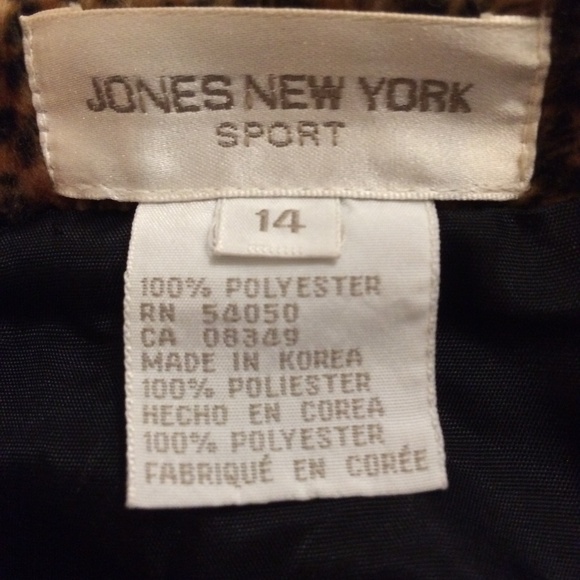 JONES NEW YORK
SPORT
14
100% POLYESTER
RN 54050
CA 08349
MADE IN KOREA
100% POLIESTER
HECHO EN COREA
100% POLYESTER
FABRIQUÉ EN CORÉE